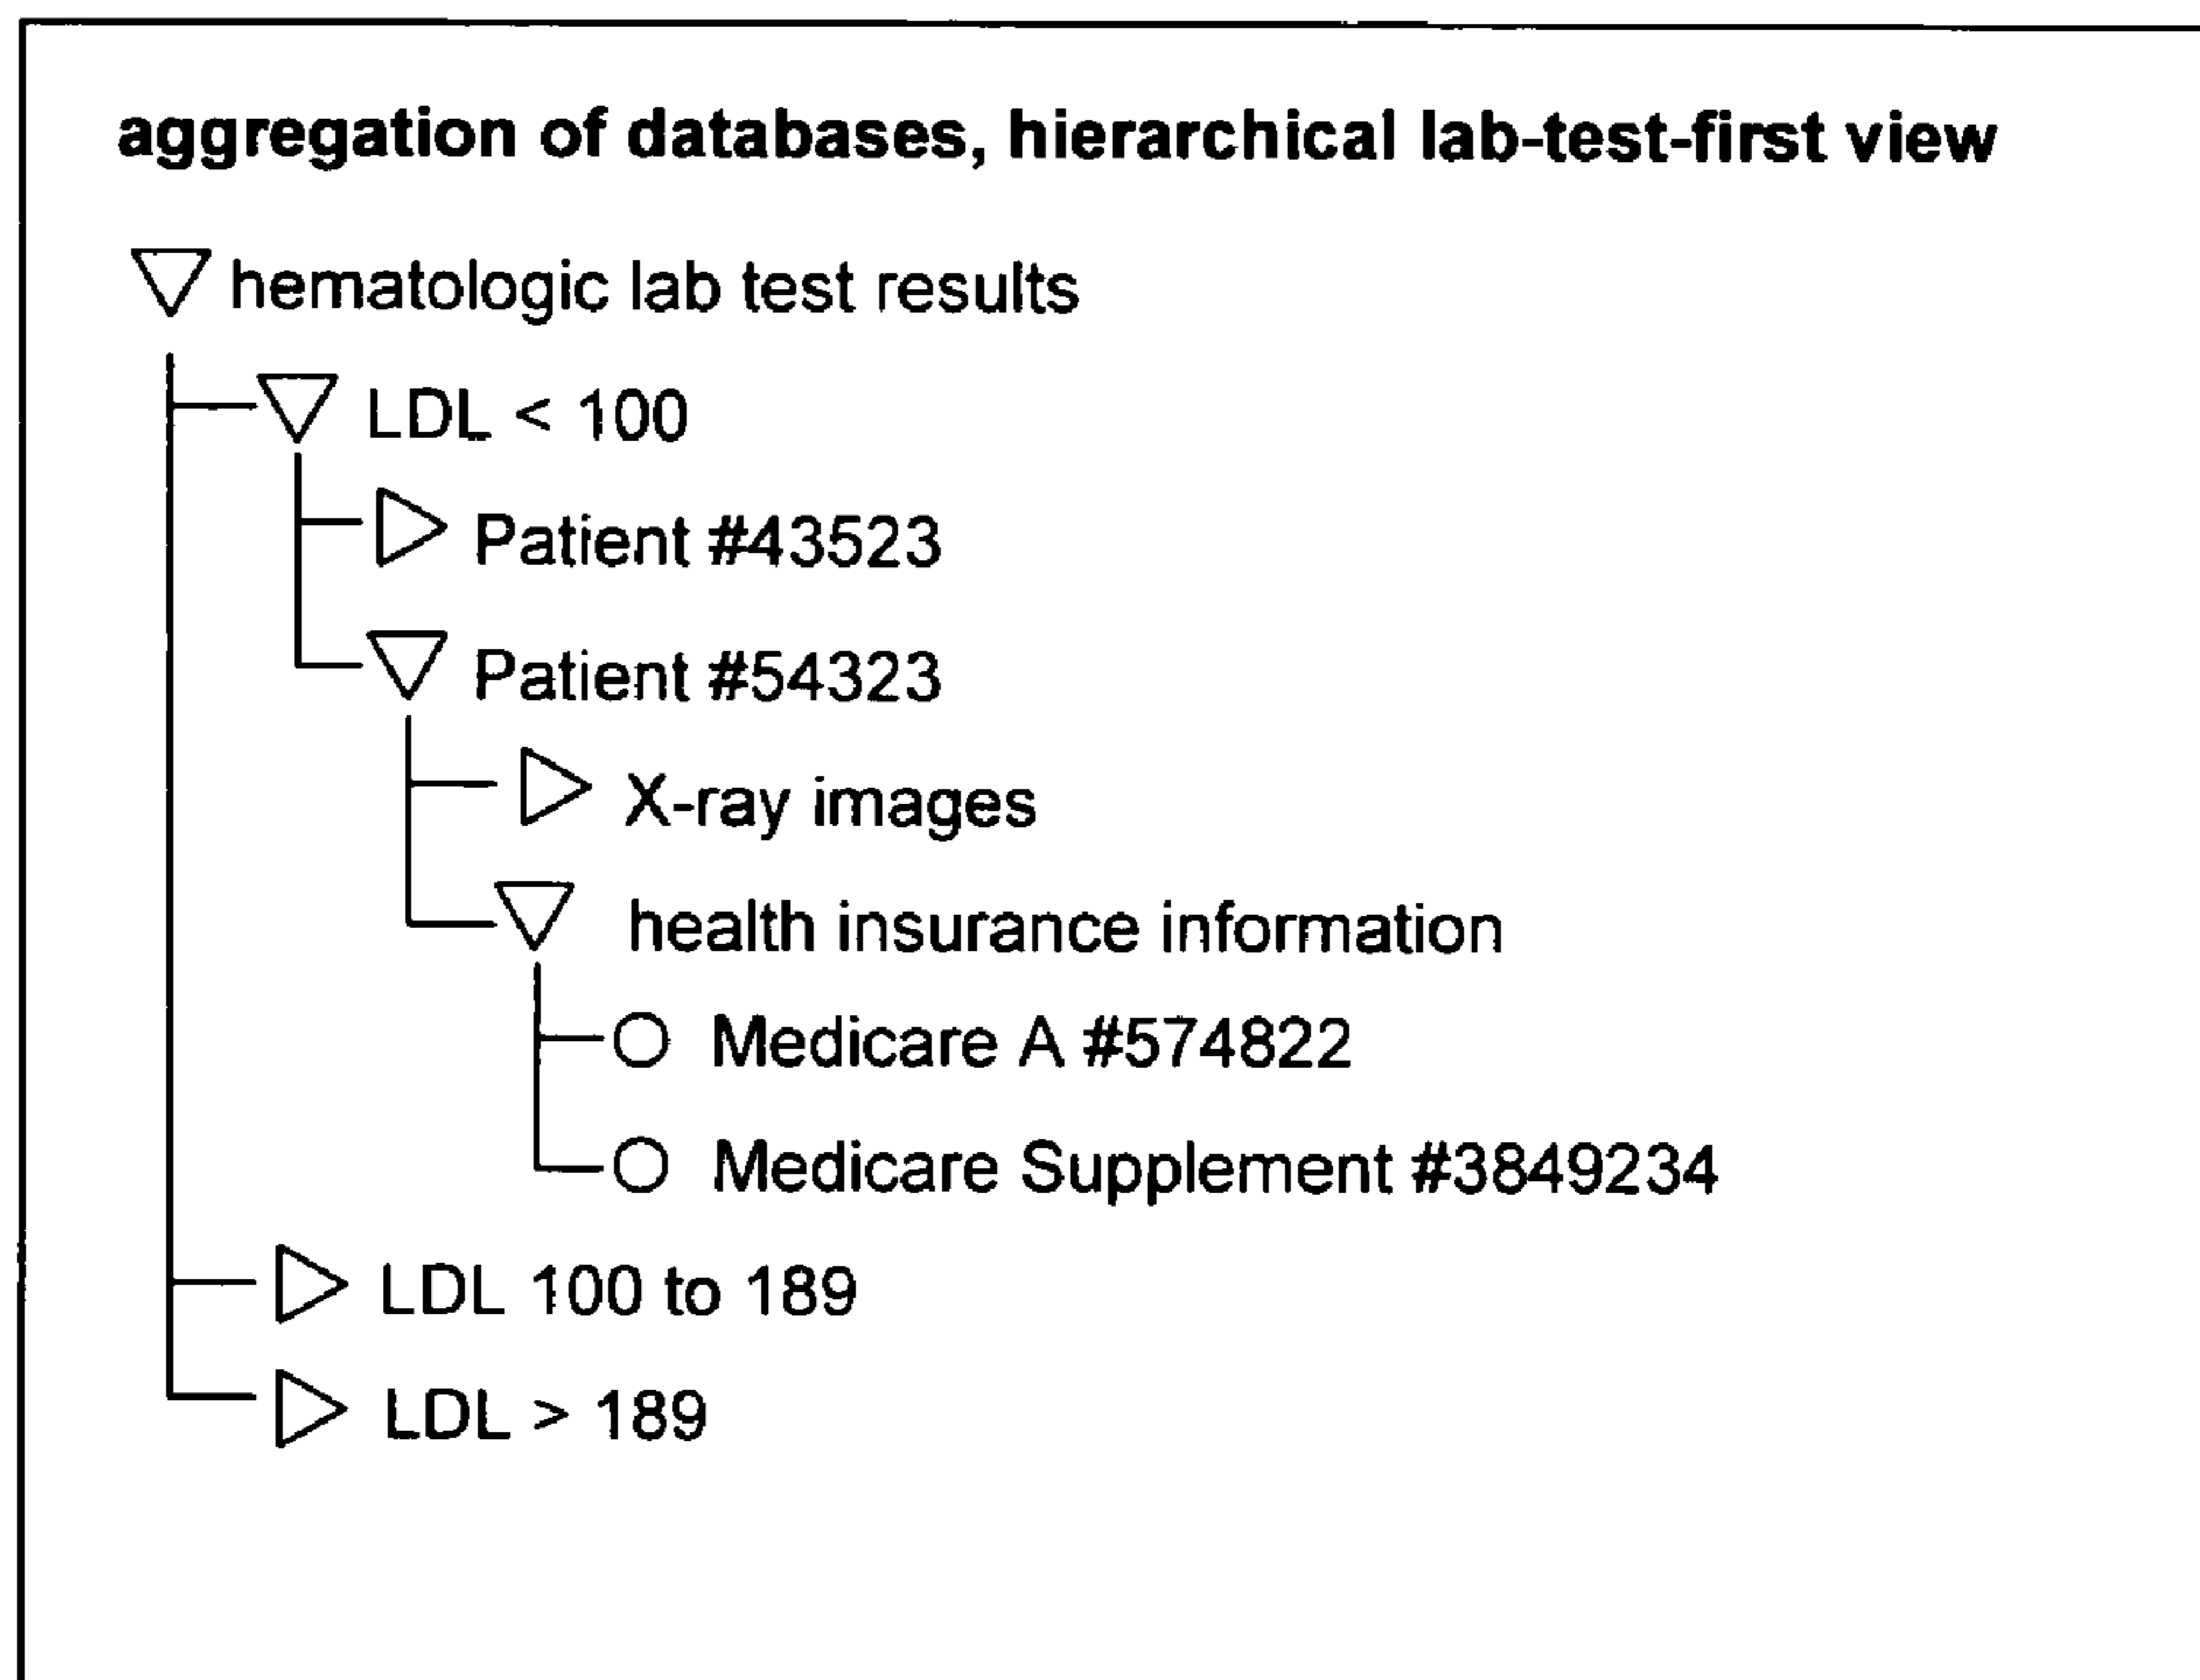 aggregation of databases, hierarchical lab-test-first view
hematologic lab test results
LDL < 100
Patient #43523
Patient #54323
X-ray images
health insurance information
Medicare A #574822
Medicare Supplement #3849234
LDL 100 to 189
LDL > 189